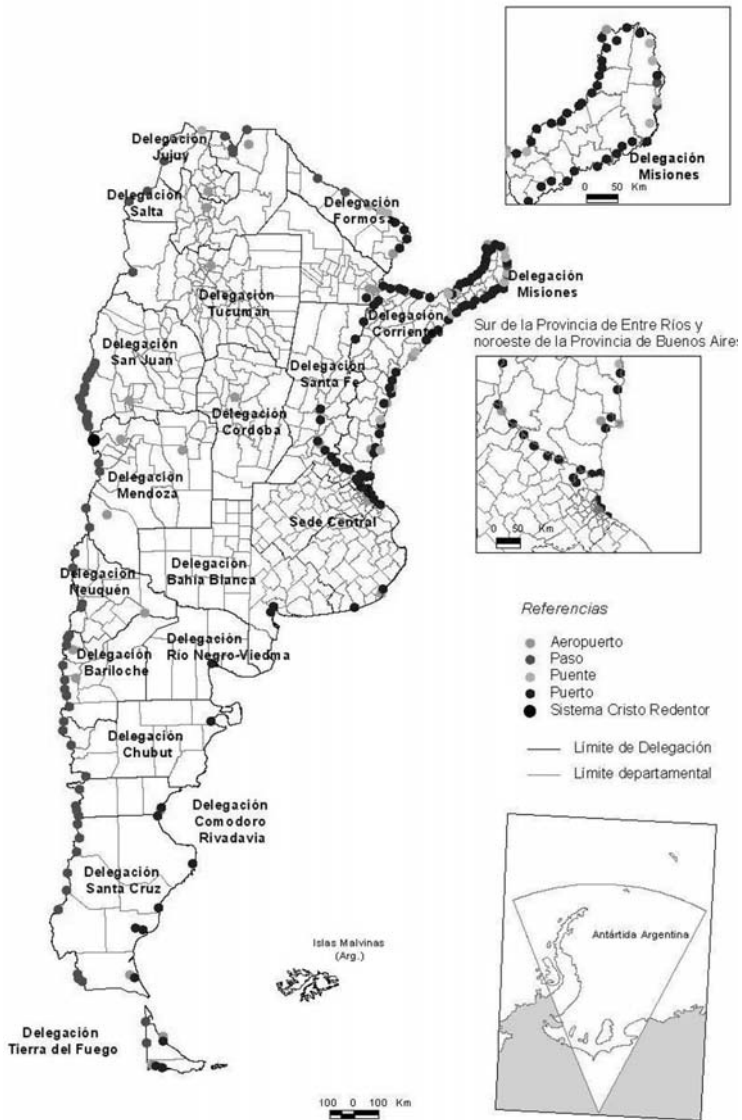 Delegación
Misiones
0 50 Km
Delegación
Jujuy
Delegación
Salta
Delegación
Formosa
Delegación
Misiones
Delegación
Tucumán
Delegación
Corrientes
Delegación
San Juan
Delegación
Santa Fe
Delegación
Córdoba
Delegación
Mendoza
Sede Central
Delegación
Bahía Blanca
Delegación
Neuquén
Delegación
Río Negro-Viedma
Delegación
Bariloche
Delegación
Chubut
Delegación
Comodoro
Rivadavia
Delegación
Santa Cruz
Islas Malvinas
(Arg.)
Delegación
Tierra del Fuego
100 0 100 Km
Sur de la Provincia de Entre Ríos y
noroeste de la Provincia de Buenos Aires
0 50 Km
Referencias
Aeropuerto
Paso
Puente
Puerto
Sistema Cristo Redentor
Límite de Delegación
Límite departamental
Antártida Argentina